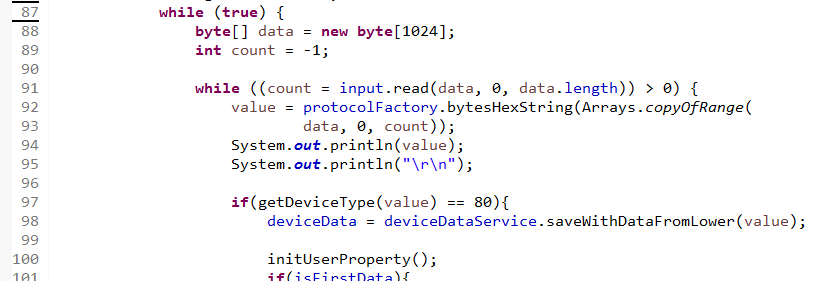 87 while (true) {
88 byte[] data = new byte[1024];
89 int count = -1;
90
91 while ((count = input.read(data, 0, data.length)) > 0) {
92 value = protocolFactory.bytesHexString(Arrays.copyOfRange(
93 data, 0, count));
94 System.out.println(value);
95 System.out.println("\r\n");
96
97 if(getDeviceType(value) == 80){
98 deviceData = deviceDataService.saveWithDataFromLower(value);
99
100 initUserProperty();
101 if(isFirstData){